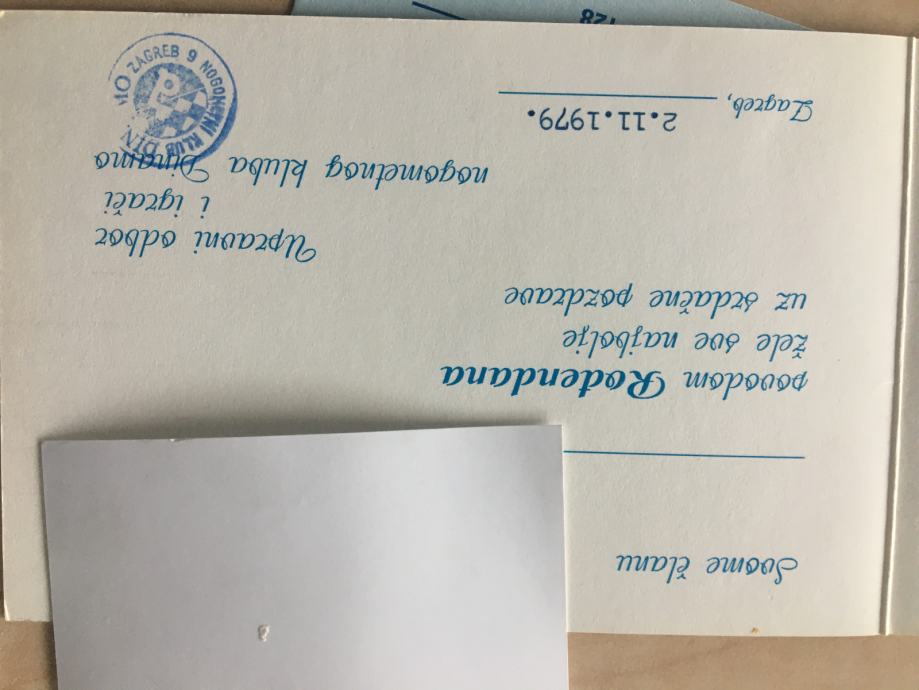 Svome članu
povodom Rođendana
žele sve najbolje
uz srdačne pozdrave
Upravni odbor
i igrači
nogometnog kluba Dinamo
Zagreb, 2.11.1979.
NOGOMETNI KLUB DINAMO ZAGREB 9
128